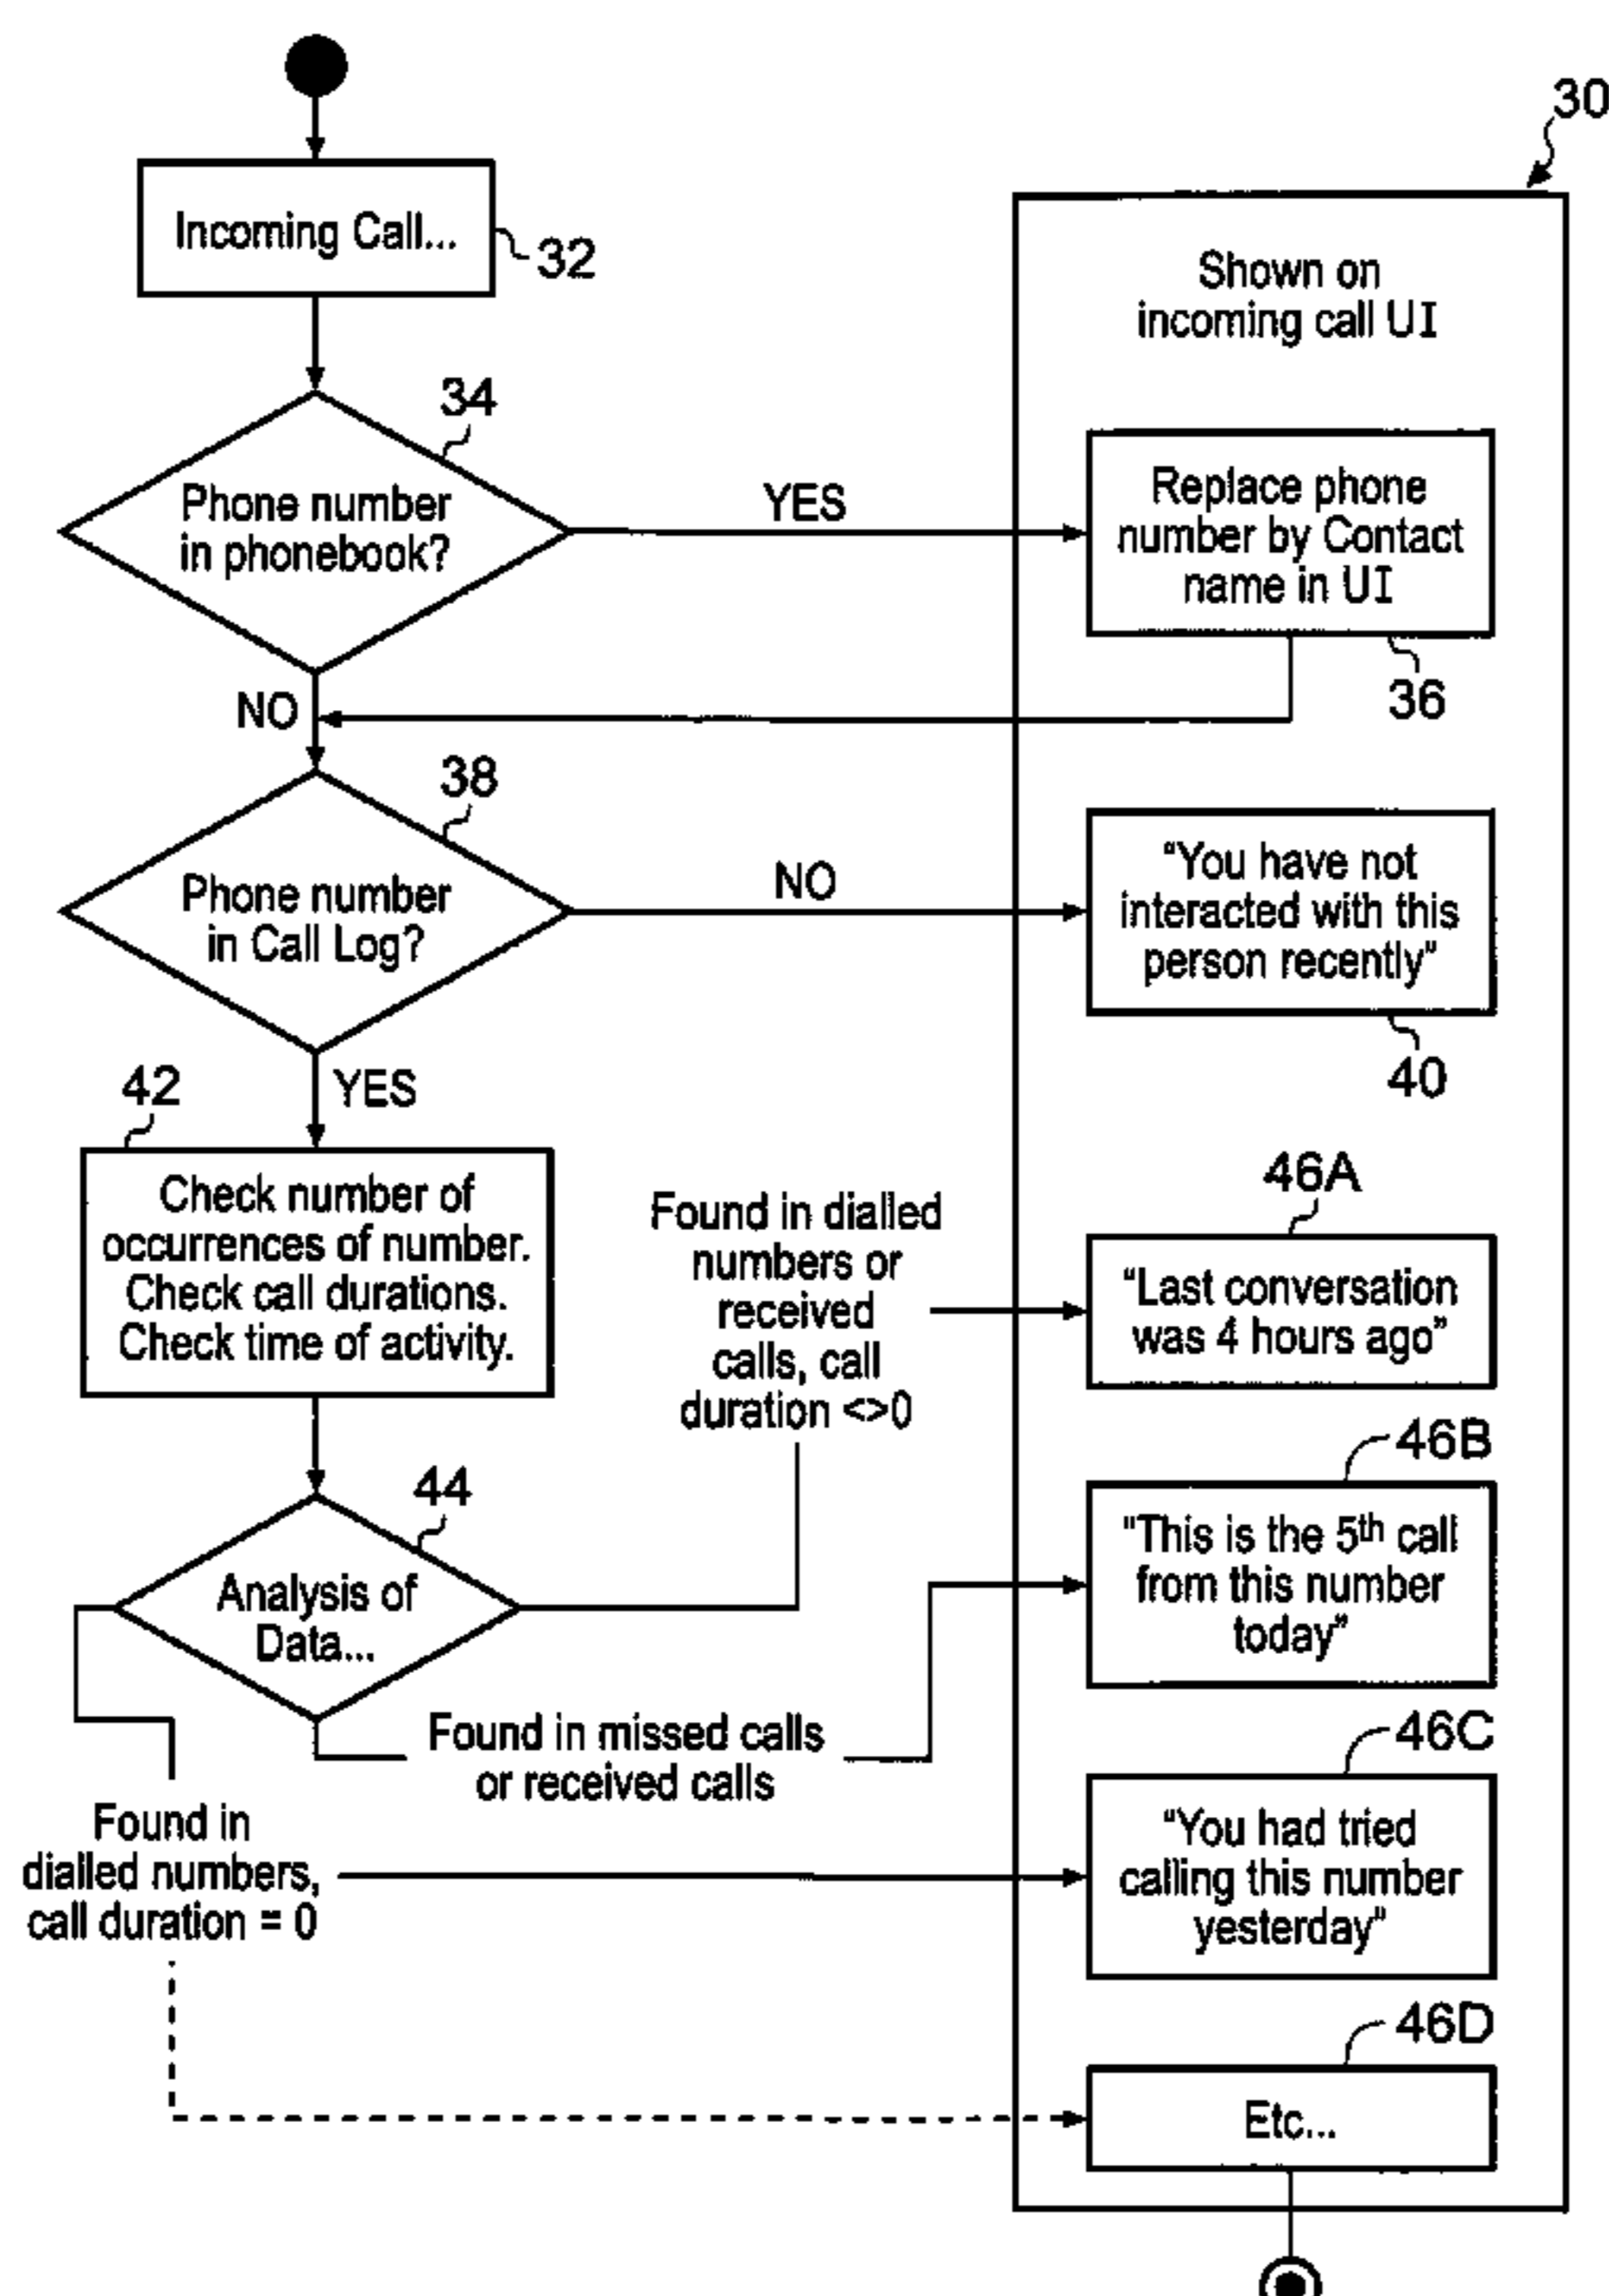 30
Incoming Call...
32
Shown on
incoming call UI
34
Phone number
in phonebook?
YES
Replace phone
number by Contact
name in UI
36
NO
38
Phone number
in Call Log?
NO
"You have not
interacted with this
person recently"
40
YES
42
Check number of
occurrences of number.
Check call durations.
Check time of activity.
Found in dialled
numbers or
received
calls, call
duration <>0
46A
"Last conversation
was 4 hours ago"
44
Analysis of
Data...
46B
"This is the 5th call
from this number
today"
Found in missed calls
or received calls
46C
"You had tried
calling this number
yesterday"
Found in
dialled numbers,
call duration = 0
46D
Etc...